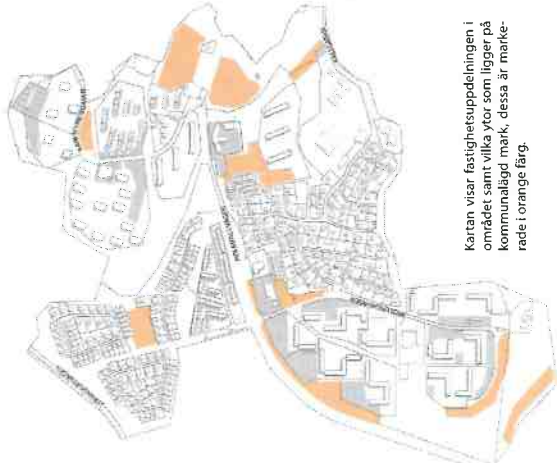 Kartan visar fastighetsuppdelningen i
området samt vilka ytor som ligger på
kommunalägd mark, dessa är marke-
rade i orange färg.